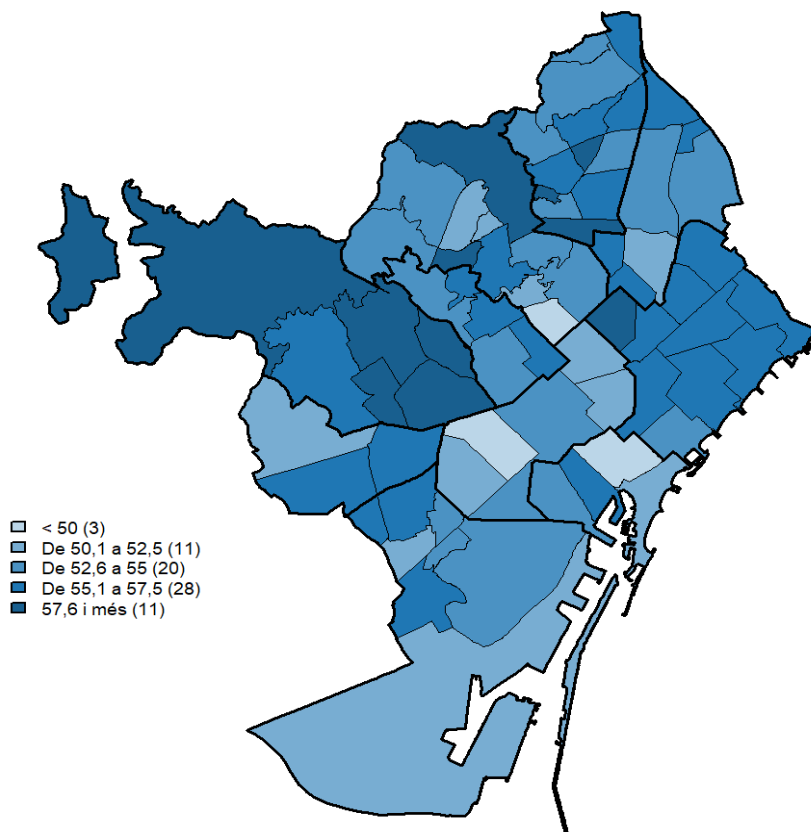 < 50 (3)
De 50,1 a 52,5 (11)
De 52,6 a 55 (20)
De 55,1 a 57,5 (28)
57,6 i més (11)